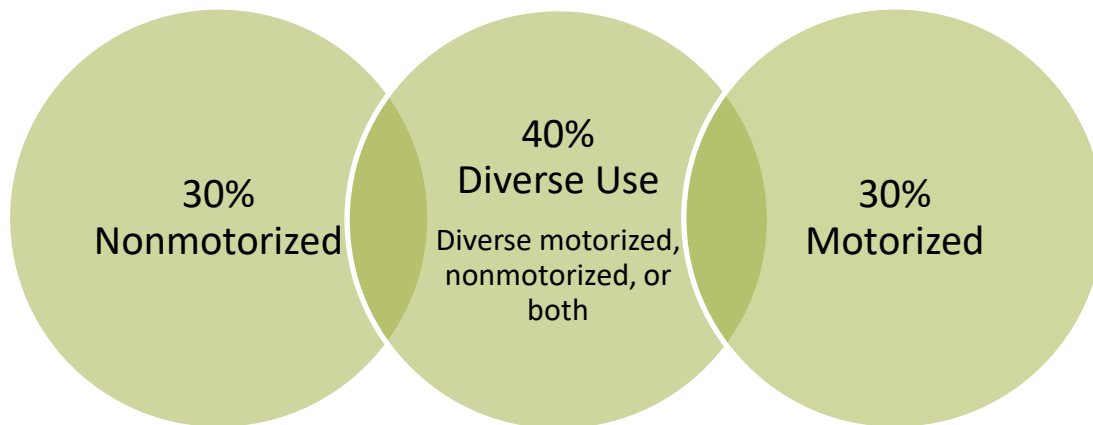 30%
Nonmotorized
40%
Diverse Use
Diverse motorized,
nonmotorized, or
both
30%
Motorized